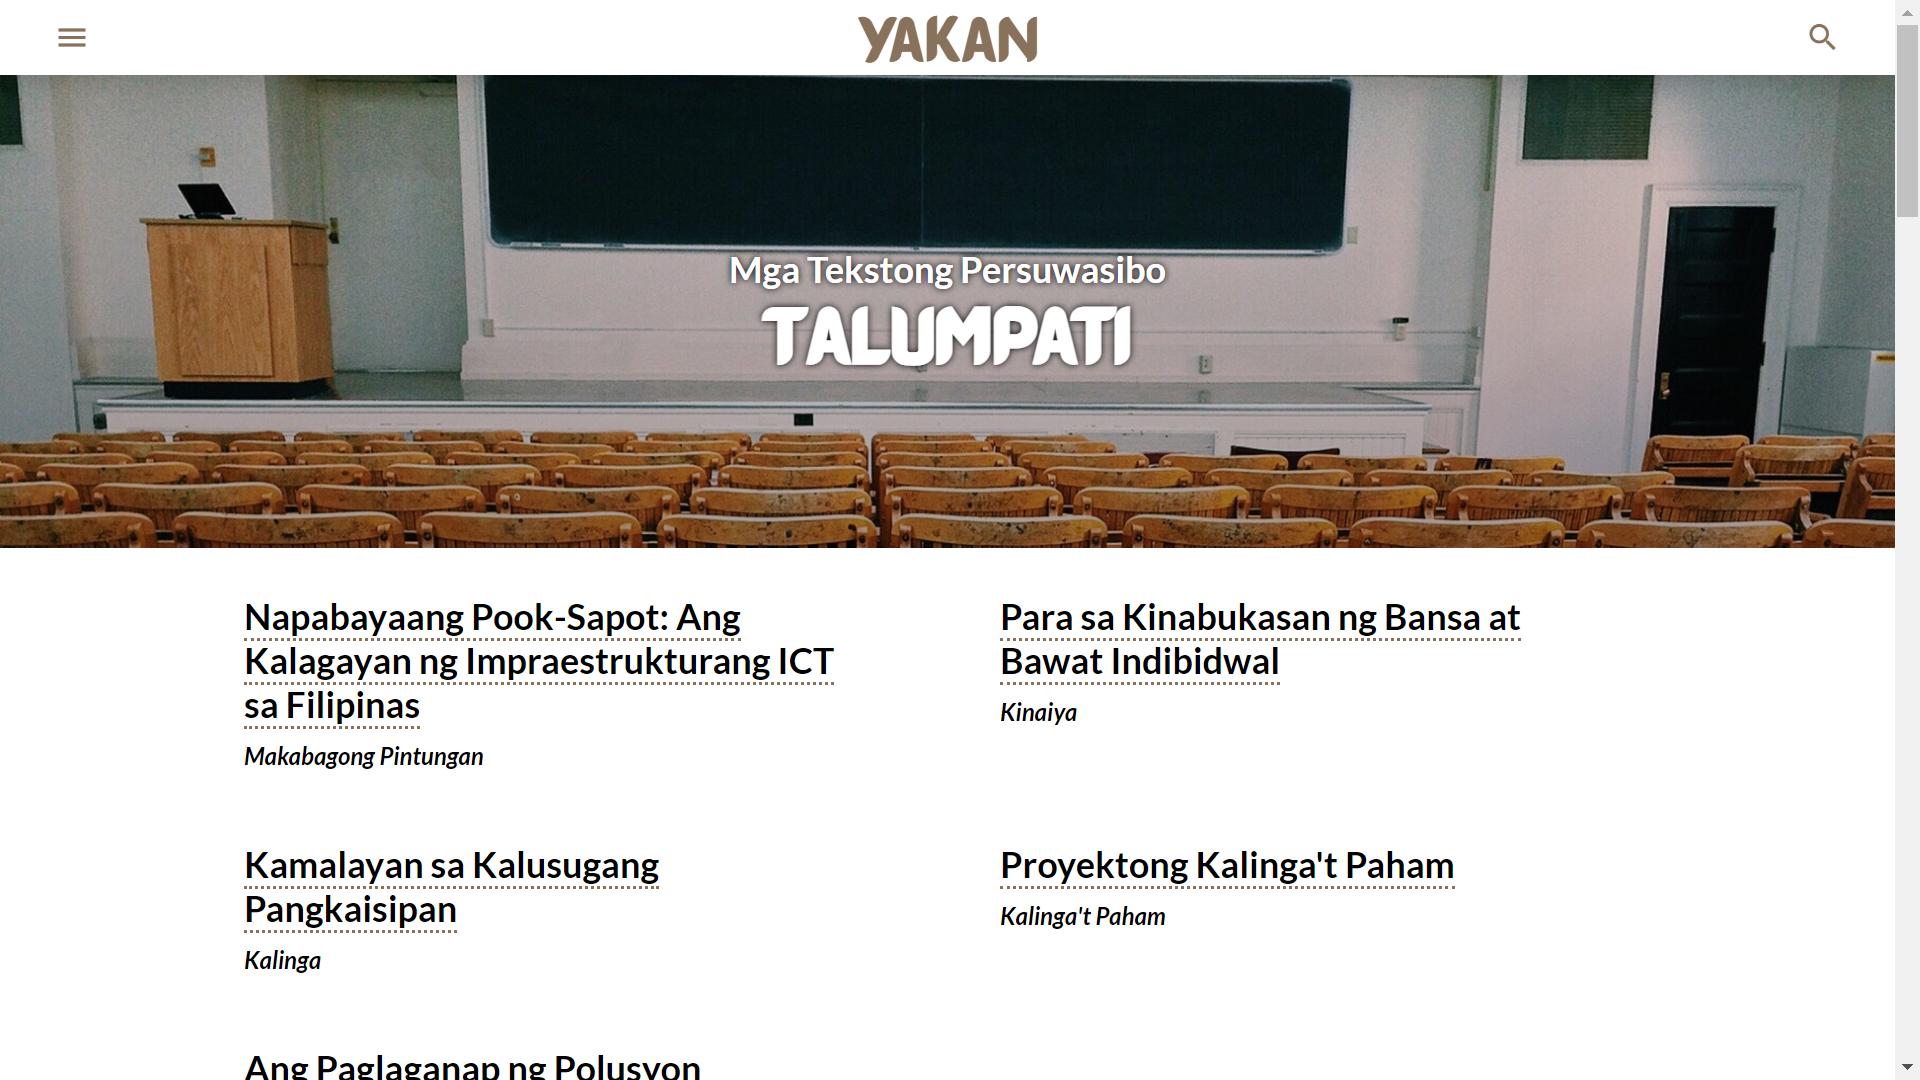 YAKAN
Mga Tekstong Persuwasibo
TALUMPATI
Napabayaang Pook-Sapot: Ang
Kalagayan ng Impraestrukturang ICT
sa Filipinas
Makabagong Pintungan
Para sa Kinabukasan ng Bansa at
Bawat Indibidwal
Kinaiya
Kamalayan sa Kalusugang
Pangkaisipan
Kalinga
Proyektong Kalinga't Paham
Kalinga't Paham
Ang Paglaganap ng Polusyon